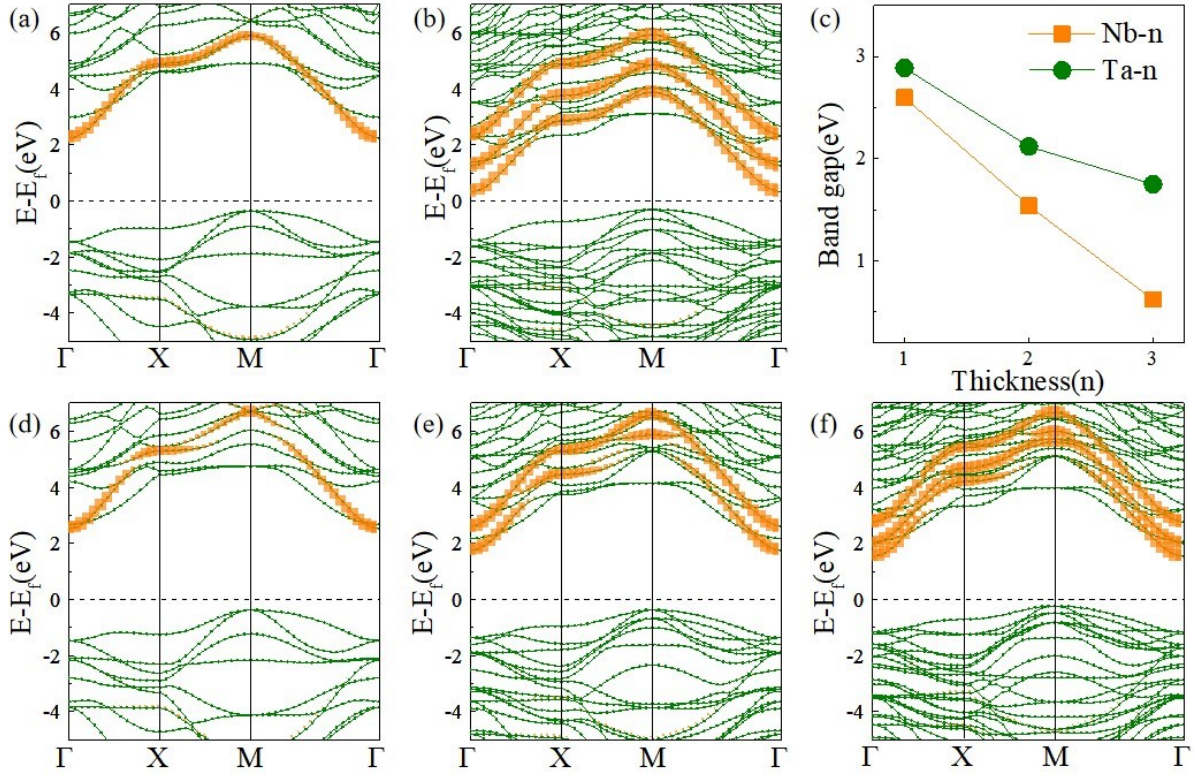 (a)
E-E_f(eV)
6
4
2
0
-2
-4
Γ X M Γ
(b)
E-E_f(eV)
6
4
2
0
-2
-4
Γ X M Γ
(c)
Band gap(eV)
3
2
1
Nb-n
Ta-n
1 2 3
Thickness(n)
(d)
E-E_f(eV)
6
4
2
0
-2
-4
Γ X M Γ
(e)
E-E_f(eV)
6
4
2
0
-2
-4
Γ X M Γ
(f)
E-E_f(eV)
6
4
2
0
-2
-4
Γ X M Γ